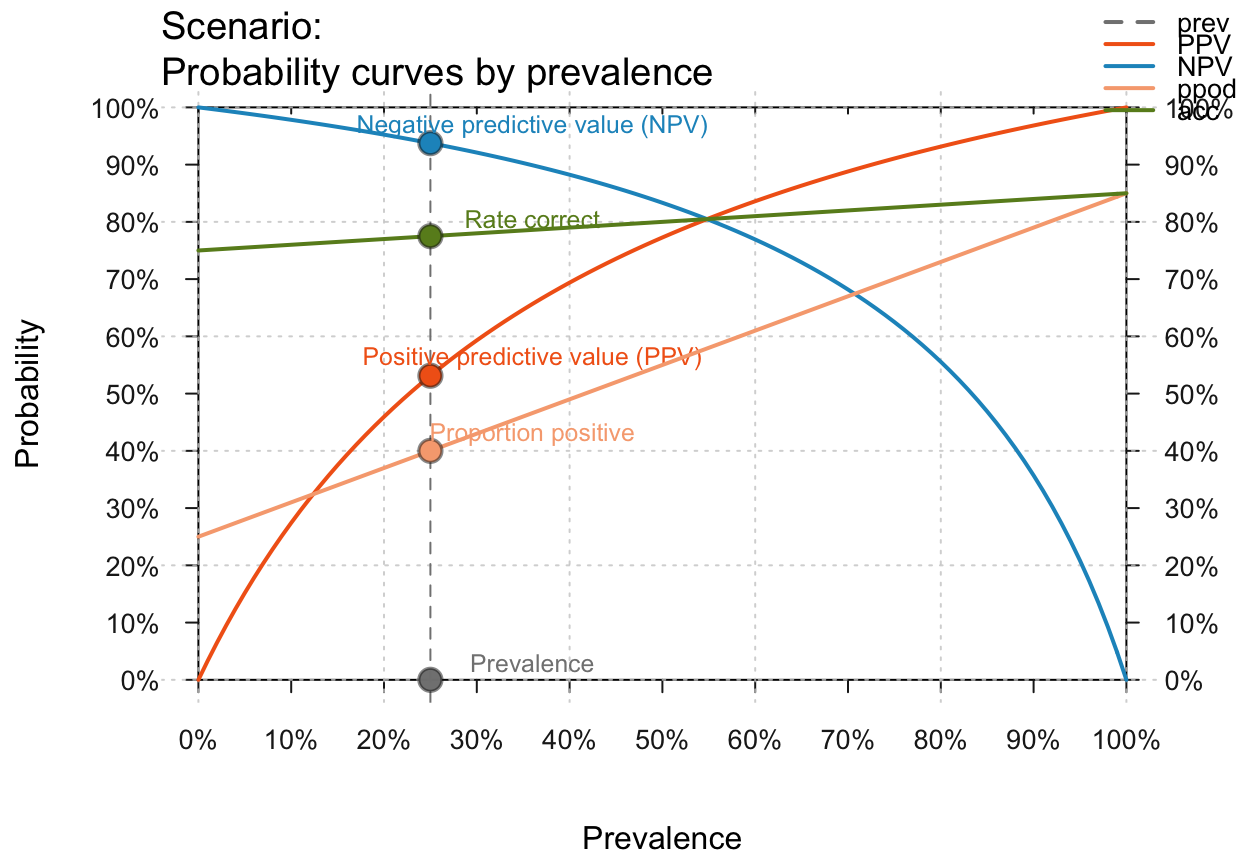 Scenario:
Probability curves by prevalence
prev
PPV
NPV
ppod
acc
100%
90%
80%
70%
60%
50%
40%
30%
20%
10%
0%
Probability
Negative predictive value (NPV)
Rate correct
Positive predictive value (PPV)
Proportion positive
Prevalence
100%
90%
80%
70%
60%
50%
40%
30%
20%
10%
0%
0% 10% 20% 30% 40% 50% 60% 70% 80% 90% 100%
Prevalence